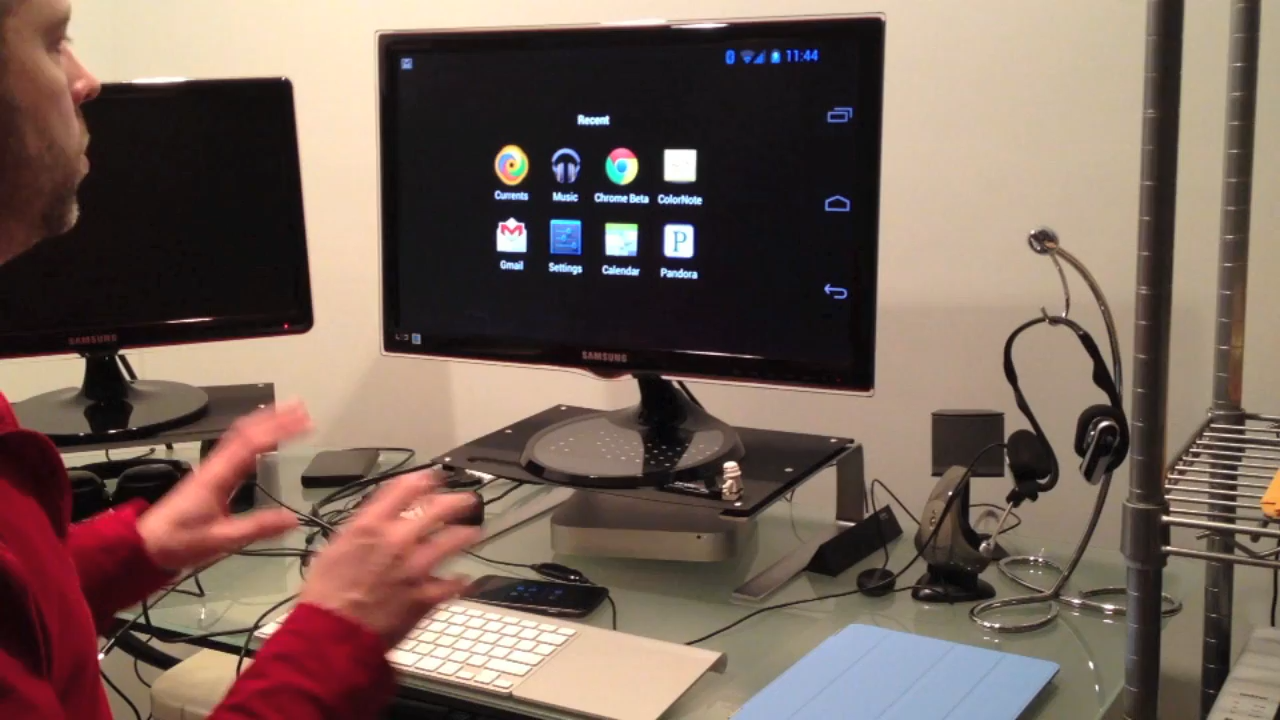 11:44
Recent
Currents Music Chrome Beta ColorNote
Gmail Settings Calendar Pandora
SAMSUNG
SAMSUNG